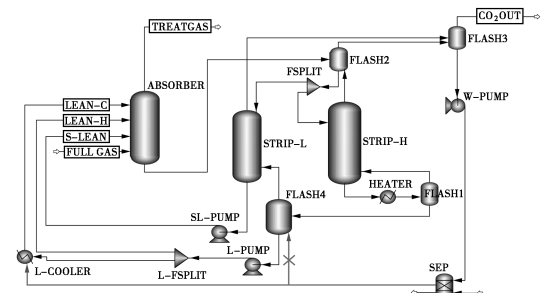 CO₂OUT
TREATGAS
FLASH3
FLASH2
FSPLIT
ABSORBER
W-PUMP
LEAN-C
LEAN-H
S-LEAN
FULL GAS
STRIP-L
STRIP-H
HEATER
FLASH1
FLASH4
SL-PUMP
L-PUMP
L-COOLER
L-FSPLIT
SEP